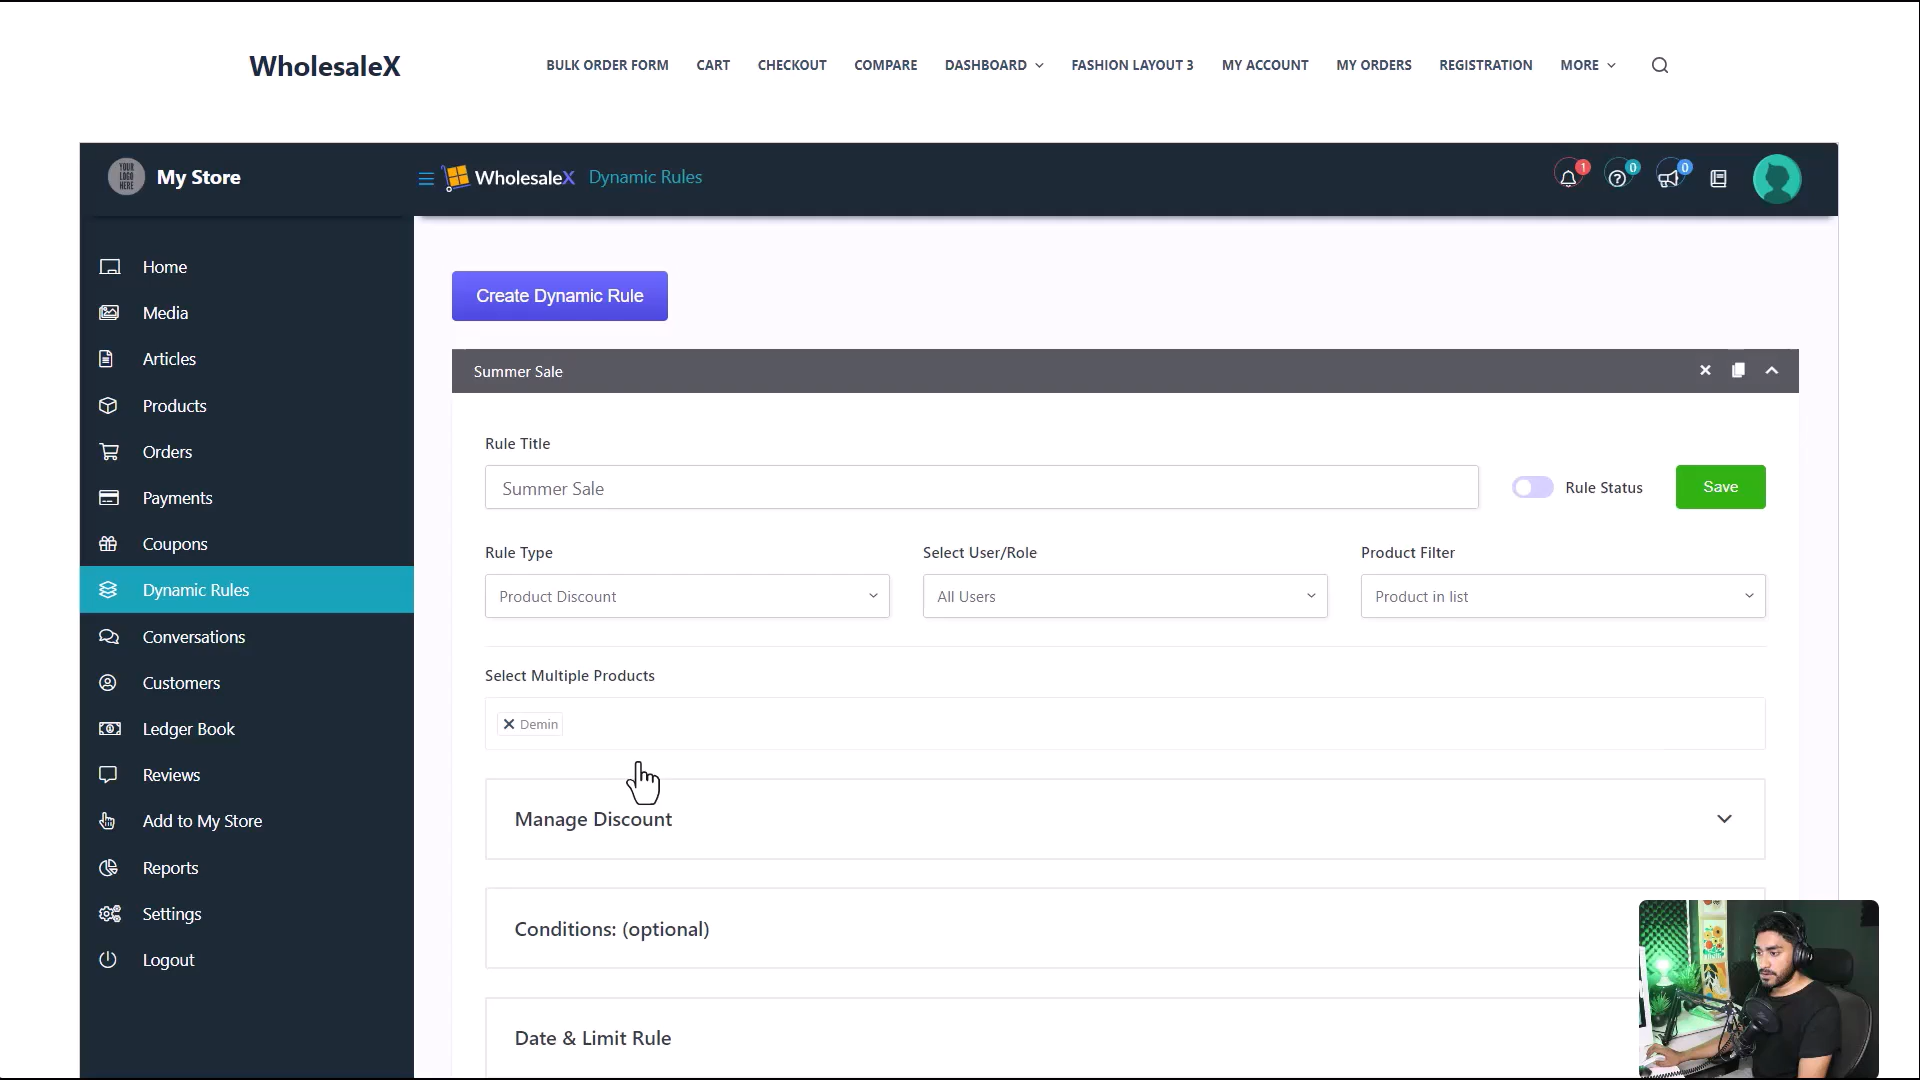 WholesaleX
BULK ORDER FORM CART CHECKOUT COMPARE DASHBOARD FASHION LAYOUT 3 MY ACCOUNT MY ORDERS REGISTRATION MORE
YOUR LOGO HERE
My Store
WholesaleX Dynamic Rules
1 0 0
Home
Media
Articles
Products
Orders
Payments
Coupons
Dynamic Rules
Conversations
Customers
Ledger Book
Reviews
Add to My Store
Reports
Settings
Logout
Create Dynamic Rule
Summer Sale
Rule Title
Summer Sale
Rule Status
Save
Rule Type Select User/Role Product Filter
Product Discount All Users Product in list
Select Multiple Products
Demin
Manage Discount
Conditions: (optional)
Date & Limit Rule